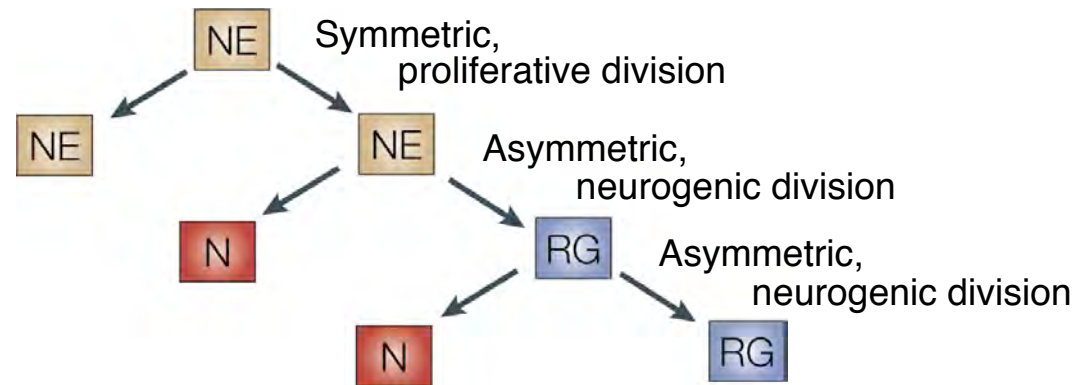 NE
Symmetric,
proliferative division
NE
NE
Asymmetric,
neurogenic division
N
RG
Asymmetric,
neurogenic division
N
RG